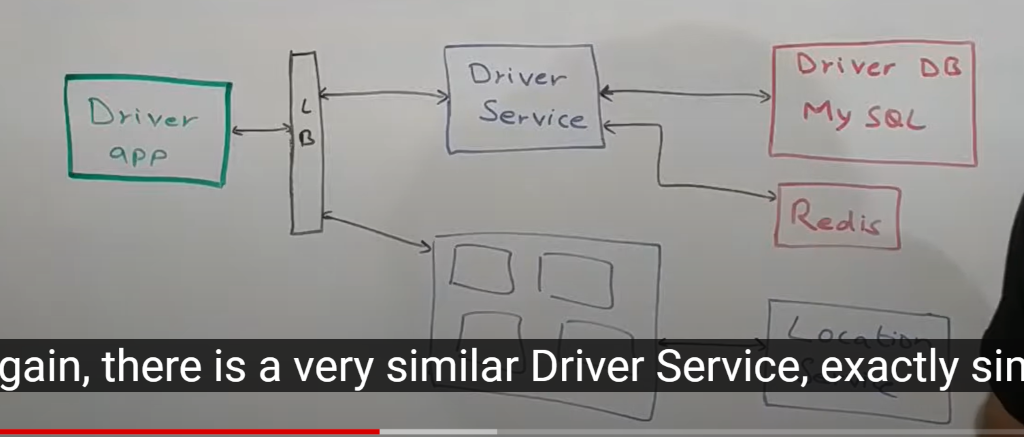 Driver
app
L
B
Driver
Service
Driver DB
My SQL
Redis
Location
Service
gain, there is a very similar Driver Service, exactly sin